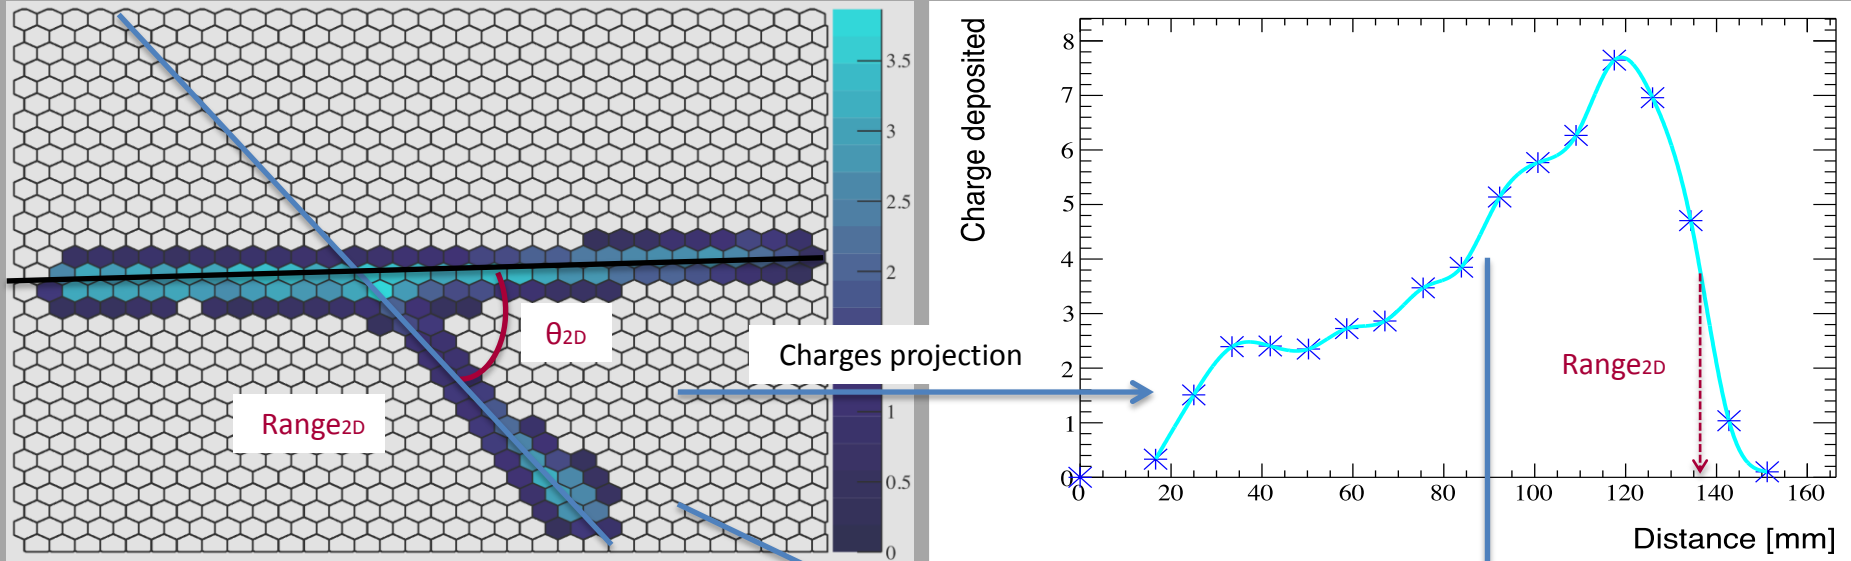 3.5
3
2.5
2
1
0.5
0
θ2D
Range2D
Charges projection
Charge deposited
8
7
6
5
4
3
2
1
0
0 20 40 60 80 100 120 140 160
Range2D
Distance [mm]